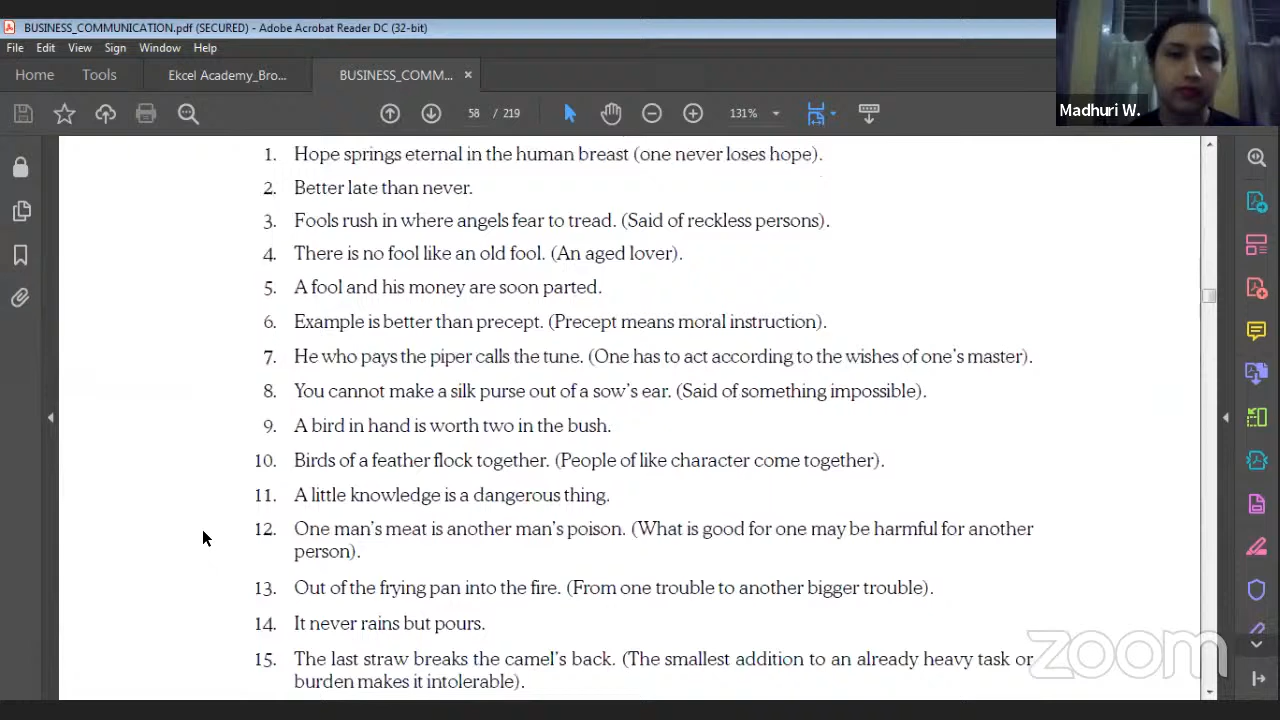 BUSINESS_COMMUNICATION.pdf (SECURED) - Adobe Acrobat Reader DC (32-bit)
File Edit View Sign Window Help
Home Tools Ekcel Academy_Bro... BUSINESS_COMM... ×
58 / 219 131%
Madhuri W.
1. Hope springs eternal in the human breast (one never loses hope).
2. Better late than never.
3. Fools rush in where angels fear to tread. (Said of reckless persons).
4. There is no fool like an old fool. (An aged lover).
5. A fool and his money are soon parted.
6. Example is better than precept. (Precept means moral instruction).
7. He who pays the piper calls the tune. (One has to act according to the wishes of one's master).
8. You cannot make a silk purse out of a sow's ear. (Said of something impossible).
9. A bird in hand is worth two in the bush.
10. Birds of a feather flock together. (People of like character come together).
11. A little knowledge is a dangerous thing.
12. One man's meat is another man's poison. (What is good for one may be harmful for another
person).
13. Out of the frying pan into the fire. (From one trouble to another bigger trouble).
14. It never rains but pours.
15. The last straw breaks the camel's back. (The smallest addition to an already heavy task or
burden makes it intolerable).
zoom